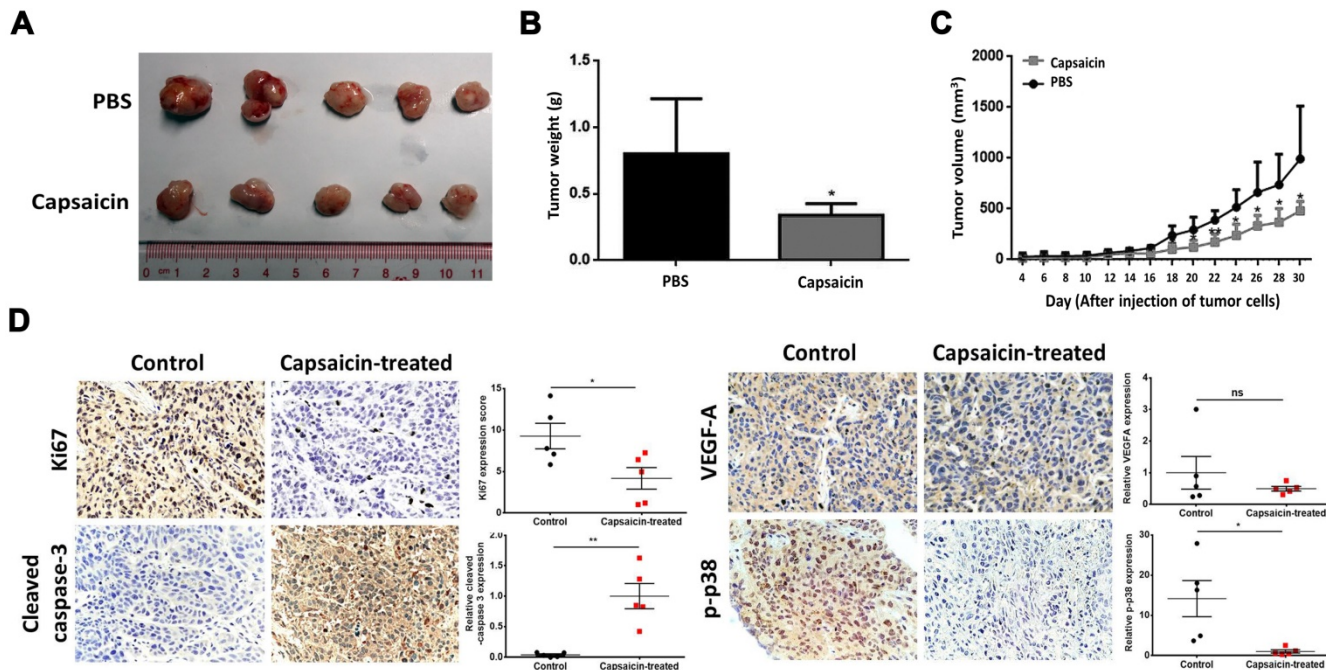 A
PBS
Capsaicin
0 cm 1 2 3 4 5 6 7 8 9 10 11
B
Tumor weight (g)
1.5
1.0
0.5
0.0
*
PBS
Capsaicin
C
Tumor volume (mm³)
2000
1500
1000
500
0
Capsaicin
PBS
* * ** * * * *
4 6 8 10 12 14 16 18 20 22 24 26 28 30
Day (After injection of tumor cells)
D
Control
Capsaicin-treated
Ki67
Ki67 expression score
15
10
5
0
*
Control
Capsaicin-treated
Cleaved
caspase-3
Relative cleaved
-caspase 3 expression
2.0
1.5
1.0
0.5
0.0
**
Control
Capsaicin-treated
Control
Capsaicin-treated
VEGF-A
Relative VEGFA expression
4
3
2
1
0
ns
Control
Capsaicin-treated
p-p38
Relative p-p38 expression
30
20
10
0
*
Control
Capsaicin-treated